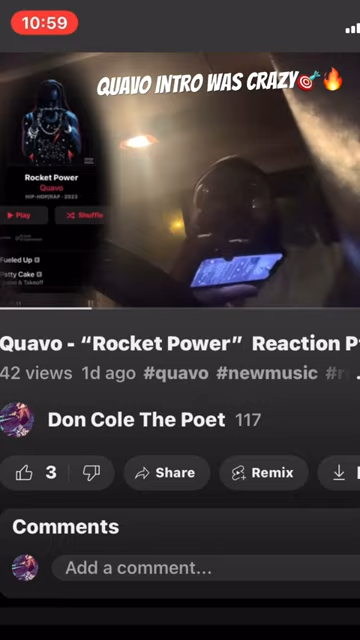 10:59
QUAVO INTRO WAS CRAZY🎯🔥
Rocket Power
Quavo
HIP-HOP/RAP · 2023
Play
Shuffle
Fueled Up E
Patty Cake E
Quavo - “Rocket Power” Reaction P
42 views 1d ago #quavo #newmusic #r
Don Cole The Poet 117
3
Share
Remix
Comments
Add a comment...